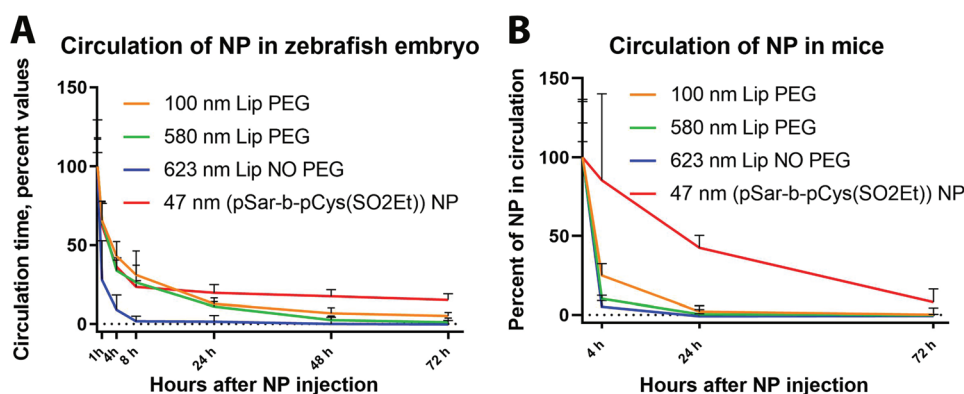 A
Circulation of NP in zebrafish embryo
Circulation time, percent values
150
100
50
0
100 nm Lip PEG
580 nm Lip PEG
623 nm Lip NO PEG
47 nm (pSar-b-pCys(SO2Et)) NP
1h
4h
8 h
24 h
48 h
72 h
Hours after NP injection
B
Circulation of NP in mice
Percent of NP in circulation
150
100
50
0
100 nm Lip PEG
580 nm Lip PEG
623 nm Lip NO PEG
47 nm (pSar-b-pCys(SO2Et)) NP
4 h
24 h
72 h
Hours after NP injection